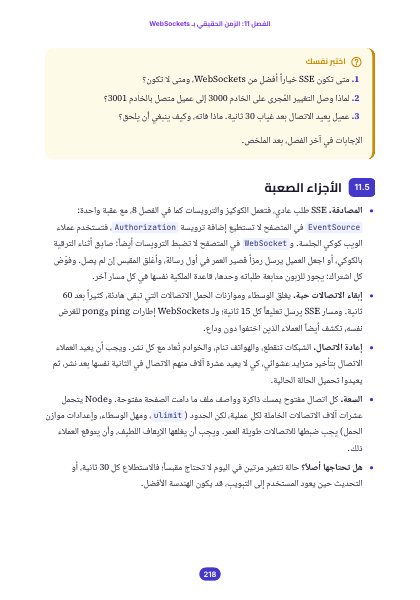 الفصل 11: الزمن الحقيقي بـ WebSockets
اختبر نفسك
1. متى تكون SSE خياراً أفضل من WebSockets، ومتى لا تكون؟
2. لماذا وصل التغيير المُجرى على الخادم 3000 إلى عميل متصل بالخادم 3001؟
3. عميل يعيد الاتصال بعد غياب 30 ثانية. ماذا فاته، وكيف ينبغي أن يلحق؟
الإجابات في آخر الفصل، بعد الملخص.
11.5 الأجزاء الصعبة
• المصادقة. SSE طلب عادي، فتعمل الكوكيز والترويسات كما في الفصل 8، مع عقبة واحدة:
EventSource في المتصفح لا تستطيع إضافة ترويسة Authorization، فتستخدم عملاء
الويب كوكي الجلسة. و WebSocket في المتصفح لا تضبط الترويسات أيضاً: صادق أثناء الترقية
بالكوكي، أو اجعل العميل يرسل رمزاً قصير العمر في أول رسالة، وأغلق المقبس إن لم يصل. وفوّض
كل اشتراك: يجوز للزبون متابعة طلباته وحدها، قاعدة الملكية نفسها في كل مسار آخر.
• إبقاء الاتصالات حية. يغلق الوسطاء وموازنات الحمل الاتصالات التي تبقى هادئة، كثيراً بعد 60
ثانية. ومسار SSE يرسل تعليقاً كل 15 ثانية؛ ولـ WebSockets إطارات ping وpong للغرض
نفسه، تكشف أيضاً العملاء الذين اختفوا دون وداع.
• إعادة الاتصال. الشبكات تنقطع، والهواتف تنام، والخوادم تُعاد مع كل نشر. ويجب أن يعيد العملاء
الاتصال بتأخير متزايد عشوائي، كي لا يعيد عشرة آلاف منهم الاتصال في الثانية نفسها بعد نشر، ثم
يعيدوا تحميل الحالة الحالية.
• السعة. كل اتصال مفتوح يمسك ذاكرة وواصف ملف ما دامت الصفحة مفتوحة. وNode يتحمل
عشرات آلاف الاتصالات الخاملة لكل عملية، لكن الحدود (ulimit، ومهل الوسطاء، وإعدادات موازن
الحمل) يجب ضبطها للاتصالات طويلة العمر. ويجب أن يغلقها الإيقاف اللطيف، وأن يتوقع العملاء
ذلك.
• هل تحتاجها أصلاً؟ حالة تتغير مرتين في اليوم لا تحتاج مقبساً؛ فالاستطلاع كل 30 ثانية، أو
التحديث حين يعود المستخدم إلى التبويب، قد يكون الهندسة الأفضل.
218